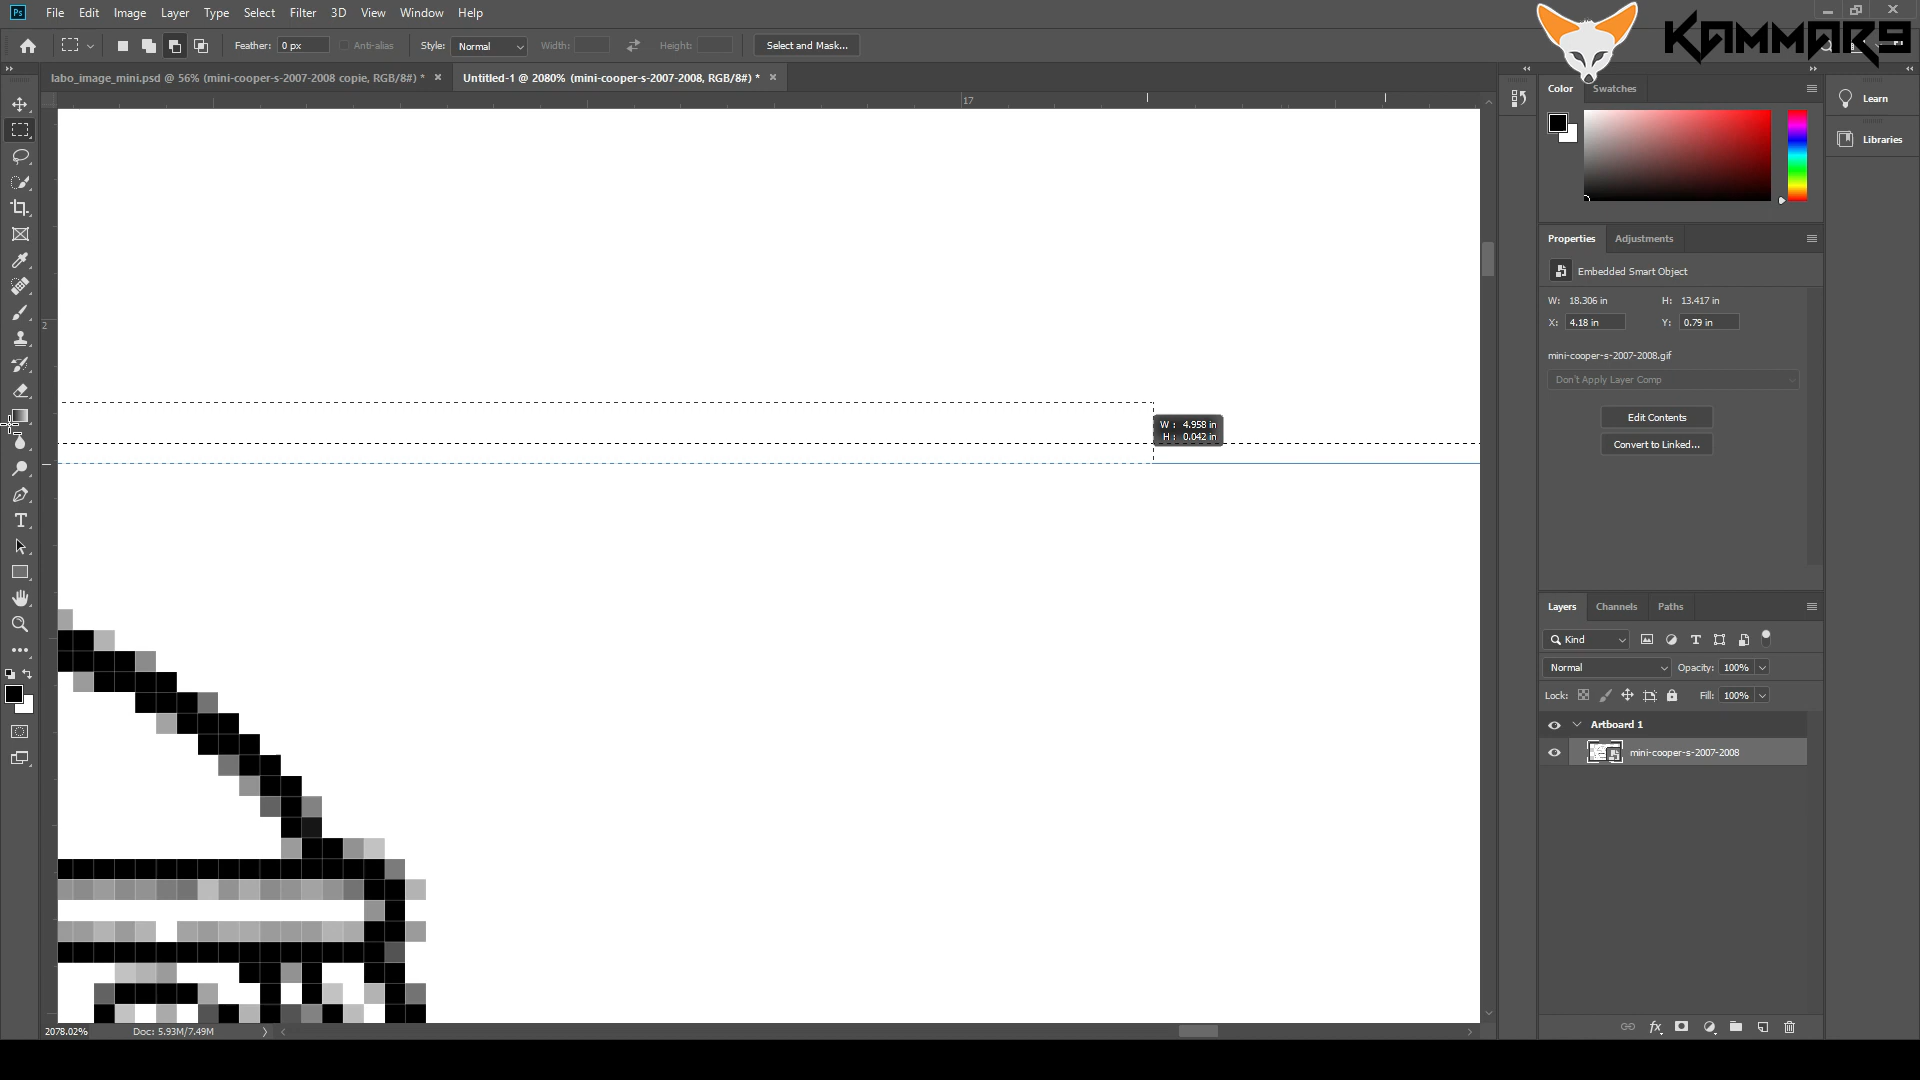 Ps File Edit Image Layer Type Select Filter 3D View Window Help
KAMMAR9
Feather: 0 px Anti-alias Style: Normal Width: Height: Select and Mask...
labo_image_mini.psd @ 56% (mini-cooper-s-2007-2008 copie, RGB/8#) *
Untitled-1 @ 2080% (mini-cooper-s-2007-2008, RGB/8#) *
Color Swatches
Learn
Libraries
17
2
W : 4.958 in
H : 0.042 in
Properties Adjustments
Embedded Smart Object
W: 18.306 in H: 13.417 in
X: 4.18 in Y: 0.79 in
mini-cooper-s-2007-2008.gif
Don't Apply Layer Comp
Edit Contents
Convert to Linked...
Layers Channels Paths
Kind
Normal Opacity: 100%
Lock: Fill: 100%
Artboard 1
mini-cooper-s-2007-2008
2078.02% Doc: 5.93M/7.49M